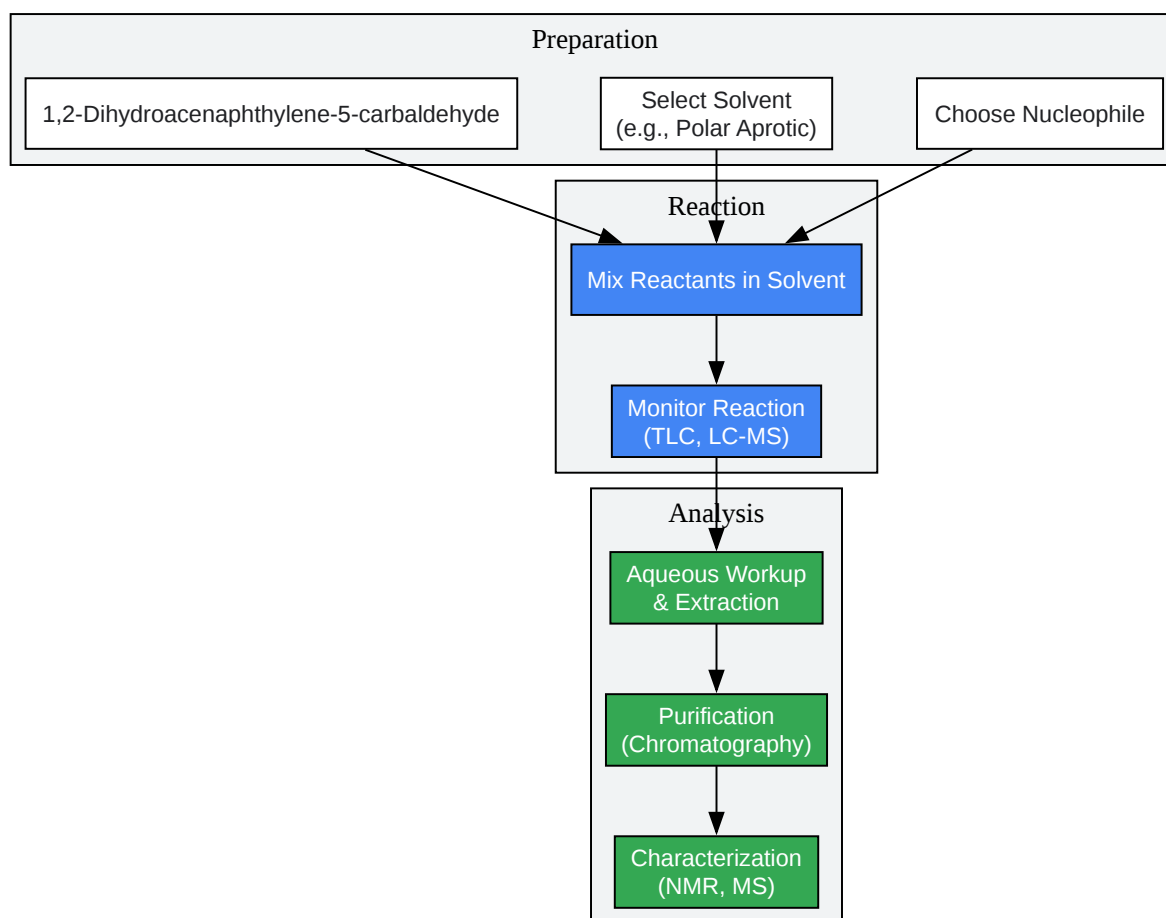 Preparation
1,2-Dihydroacenaphthylene-5-carbaldehyde
Select Solvent
(e.g., Polar Aprotic)
Choose Nucleophile
Reaction
Mix Reactants in Solvent
Monitor Reaction
(TLC, LC-MS)
Analysis
Aqueous Workup
& Extraction
Purification
(Chromatography)
Characterization
(NMR, MS)